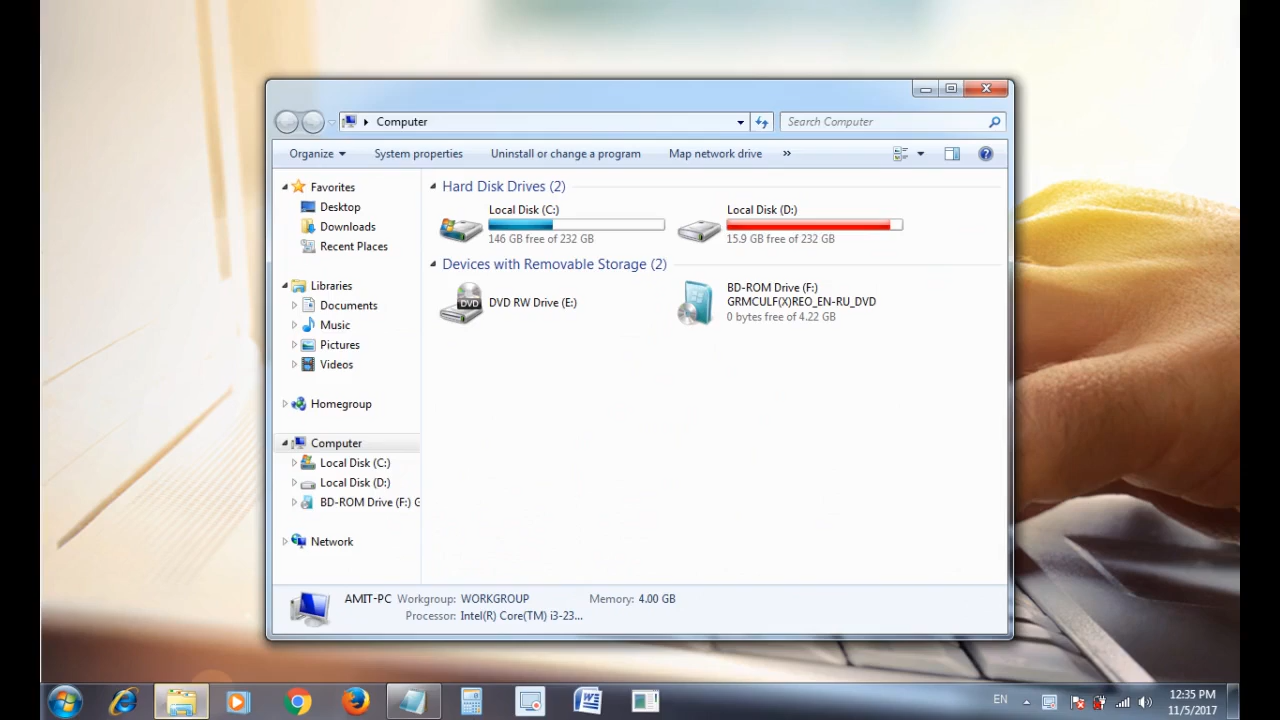 Computer
Search Computer
Organize
System properties
Uninstall or change a program
Map network drive
»
Favorites
Desktop
Downloads
Recent Places
Libraries
Documents
Music
Pictures
Videos
Homegroup
Computer
Local Disk (C:)
Local Disk (D:)
BD-ROM Drive (F:) G
Network
Hard Disk Drives (2)
Local Disk (C:)
146 GB free of 232 GB
Local Disk (D:)
15.9 GB free of 232 GB
Devices with Removable Storage (2)
DVD
DVD RW Drive (E:)
BD-ROM Drive (F:)
GRMCULF(X)REO_EN-RU_DVD
0 bytes free of 4.22 GB
AMIT-PC Workgroup: WORKGROUP Memory: 4.00 GB
Processor: Intel(R) Core(TM) i3-23...
EN
12:35 PM
11/5/2017